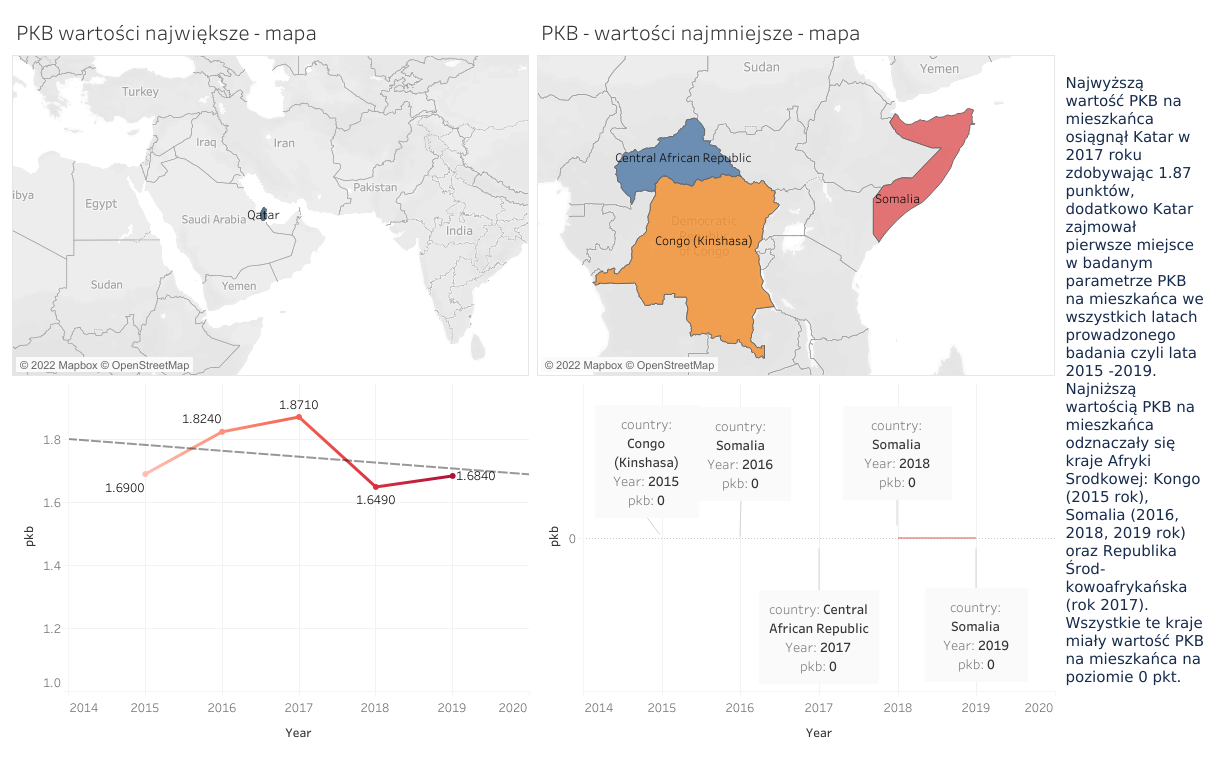 PKB wartości największe - mapa
PKB - wartości najmniejsze - mapa
Turkey
Iraq
Iran
Pakistan
ibya
Egypt
Saudi Arabia
Qatar
India
Sudan
Yemen
© 2022 Mapbox © OpenStreetMap
Sudan
Yemen
Central African Republic
Somalia
Democratic
Congo (Kinshasa)
of Congo
© 2022 Mapbox © OpenStreetMap
pkb
1.8
1.6
1.4
1.2
1.0
1.6900
1.8240
1.8710
1.6490
1.6840
2014
2015
2016
2017
2018
2019
2020
Year
pkb
0
country:
Congo
(Kinshasa)
Year: 2015
pkb: 0
country:
Somalia
Year: 2016
pkb: 0
country:
Somalia
Year: 2018
pkb: 0
country: Central
African Republic
Year: 2017
pkb: 0
country:
Somalia
Year: 2019
pkb: 0
2014
2015
2016
2017
2018
2019
2020
Year
Najwyższą
wartość PKB na
mieszkańca
osiągnął Katar w
2017 roku
zdobywając 1.87
punktów,
dodatkowo Katar
zajmował
pierwsze miejsce
w badanym
parametrze PKB
na mieszkańca we
wszystkich latach
prowadzonego
badania czyli lata
2015 -2019.
Najniższą
wartością PKB na
mieszkańca
odznaczały się
kraje Afryki
Srodkowej: Kongo
(2015 rok),
Somalia (2016,
2018, 2019 rok)
oraz Republika
Środ-
kowoafrykańska
(rok 2017).
Wszystkie te kraje
miały wartość PKB
na mieszkańca na
poziomie 0 pkt.